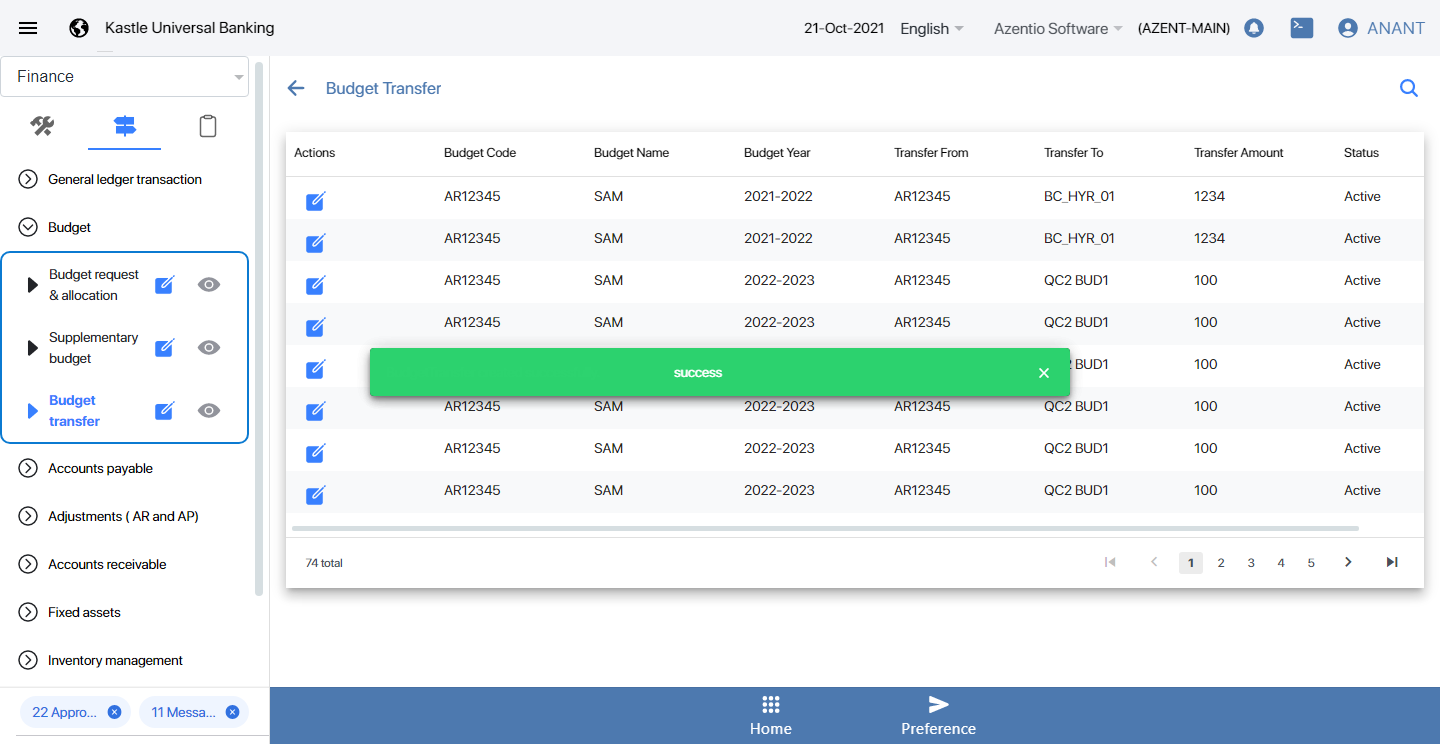 Kastle Universal Banking
21-Oct-2021 English Azentio Software (AZENT-MAIN) ANANT
Finance
General ledger transaction
Budget
Budget request
& allocation
Supplementary
budget
Budget
transfer
Accounts payable
Adjustments ( AR and AP)
Accounts receivable
Fixed assets
Inventory management
22 Appro...
11 Messa...
Budget Transfer
Actions Budget Code Budget Name Budget Year Transfer From Transfer To Transfer Amount Status
AR12345 SAM 2021-2022 AR12345 BC_HYR_01 1234 Active
AR12345 SAM 2021-2022 AR12345 BC_HYR_01 1234 Active
AR12345 SAM 2022-2023 AR12345 QC2 BUD1 100 Active
AR12345 SAM 2022-2023 AR12345 QC2 BUD1 100 Active
BUD1 100 Active
success
AR12345 SAM 2022-2023 AR12345 QC2 BUD1 100 Active
AR12345 SAM 2022-2023 AR12345 QC2 BUD1 100 Active
AR12345 SAM 2022-2023 AR12345 QC2 BUD1 100 Active
74 total
1 2 3 4 5
Home
Preference